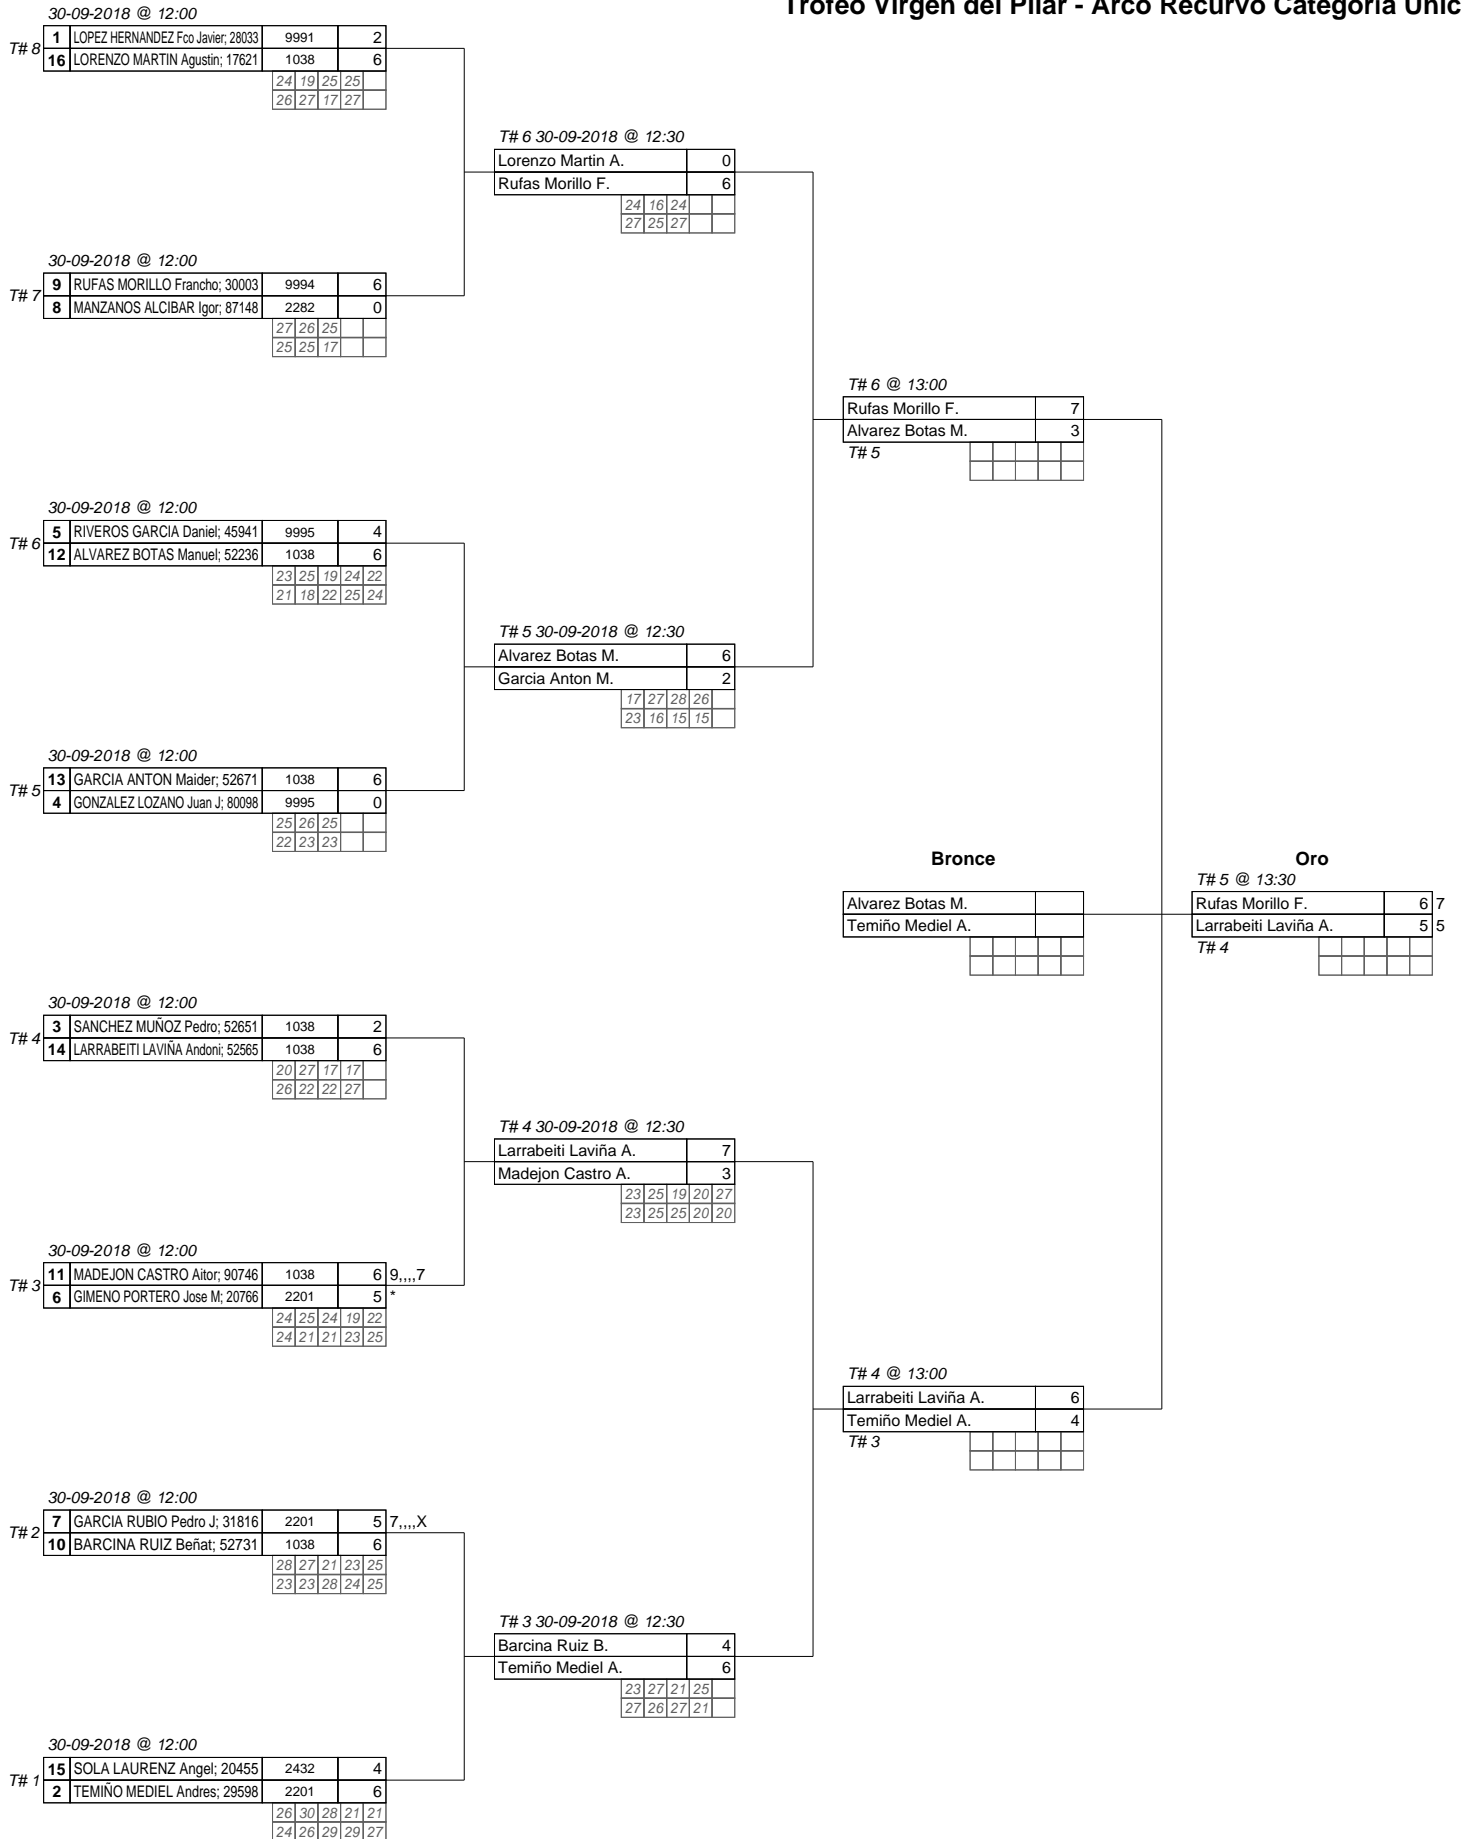 Trofeo Virgen del Pilar - Arco Recurvo Categoria Unic
30-09-2018 @ 12:00
T# 8
1 LOPEZ HERNANDEZ Fco Javier; 28033 9991 2
16 LORENZO MARTIN Agustin; 17621 1038 6
24 19 25 25
26 27 17 27
T# 6 30-09-2018 @ 12:30
Lorenzo Martin A. 0
Rufas Morillo F. 6
24 16 24
27 25 27
30-09-2018 @ 12:00
T# 7
9 RUFAS MORILLO Francho; 30003 9994 6
8 MANZANOS ALCIBAR Igor; 87148 2282 0
27 26 25
25 25 17
T# 6 @ 13:00
Rufas Morillo F. 7
Alvarez Botas M. 3
T# 5
30-09-2018 @ 12:00
T# 6
5 RIVEROS GARCIA Daniel; 45941 9995 4
12 ALVAREZ BOTAS Manuel; 52236 1038 6
23 25 19 24 22
21 18 22 25 24
T# 5 30-09-2018 @ 12:30
Alvarez Botas M. 6
Garcia Anton M. 2
17 27 28 26
23 16 15 15
30-09-2018 @ 12:00
T# 5
13 GARCIA ANTON Maider; 52671 1038 6
4 GONZALEZ LOZANO Juan J; 80098 9995 0
25 26 25
22 23 23
Bronce
Alvarez Botas M.
Temiño Mediel A.
Oro
T# 5 @ 13:30
Rufas Morillo F. 6 7
Larrabeiti Laviña A. 5 5
T# 4
30-09-2018 @ 12:00
T# 4
3 SANCHEZ MUÑOZ Pedro; 52651 1038 2
14 LARRABEITI LAVIÑA Andoni; 52565 1038 6
20 27 17 17
26 22 22 27
T# 4 30-09-2018 @ 12:30
Larrabeiti Laviña A. 7
Madejon Castro A. 3
23 25 19 20 27
23 25 25 20 20
30-09-2018 @ 12:00
T# 3
11 MADEJON CASTRO Aitor; 90746 1038 6 9,,,,7
6 GIMENO PORTERO Jose M; 20766 2201 5 *
24 25 24 19 22
24 21 21 23 25
T# 4 @ 13:00
Larrabeiti Laviña A. 6
Temiño Mediel A. 4
T# 3
30-09-2018 @ 12:00
T# 2
7 GARCIA RUBIO Pedro J; 31816 2201 5 7,,,,X
10 BARCINA RUIZ Beñat; 52731 1038 6
28 27 21 23 25
23 23 28 24 25
T# 3 30-09-2018 @ 12:30
Barcina Ruiz B. 4
Temiño Mediel A. 6
23 27 21 25
27 26 27 21
30-09-2018 @ 12:00
T# 1
15 SOLA LAURENZ Angel; 20455 2432 4
2 TEMIÑO MEDIEL Andres; 29598 2201 6
26 30 28 21 21
24 26 29 29 27